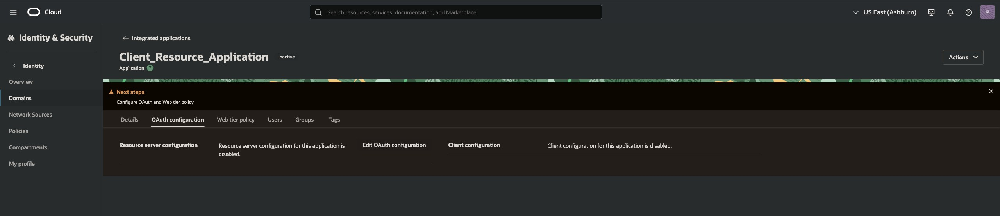 Cloud
Search resources, services, documentation, and Marketplace
US East (Ashburn)
Identity & Security
Identity
Overview
Domains
Network Sources
Policies
Compartments
My profile
Integrated applications
Client_Resource_Application
Inactive
Application
?
Actions
Next steps
Configure OAuth and Web tier policy
Details
OAuth configuration
Web tier policy
Users
Groups
Tags
Resource server configuration
Resource server configuration for this application is
disabled.
Edit OAuth configuration
Client configuration
Client configuration for this application is disabled.